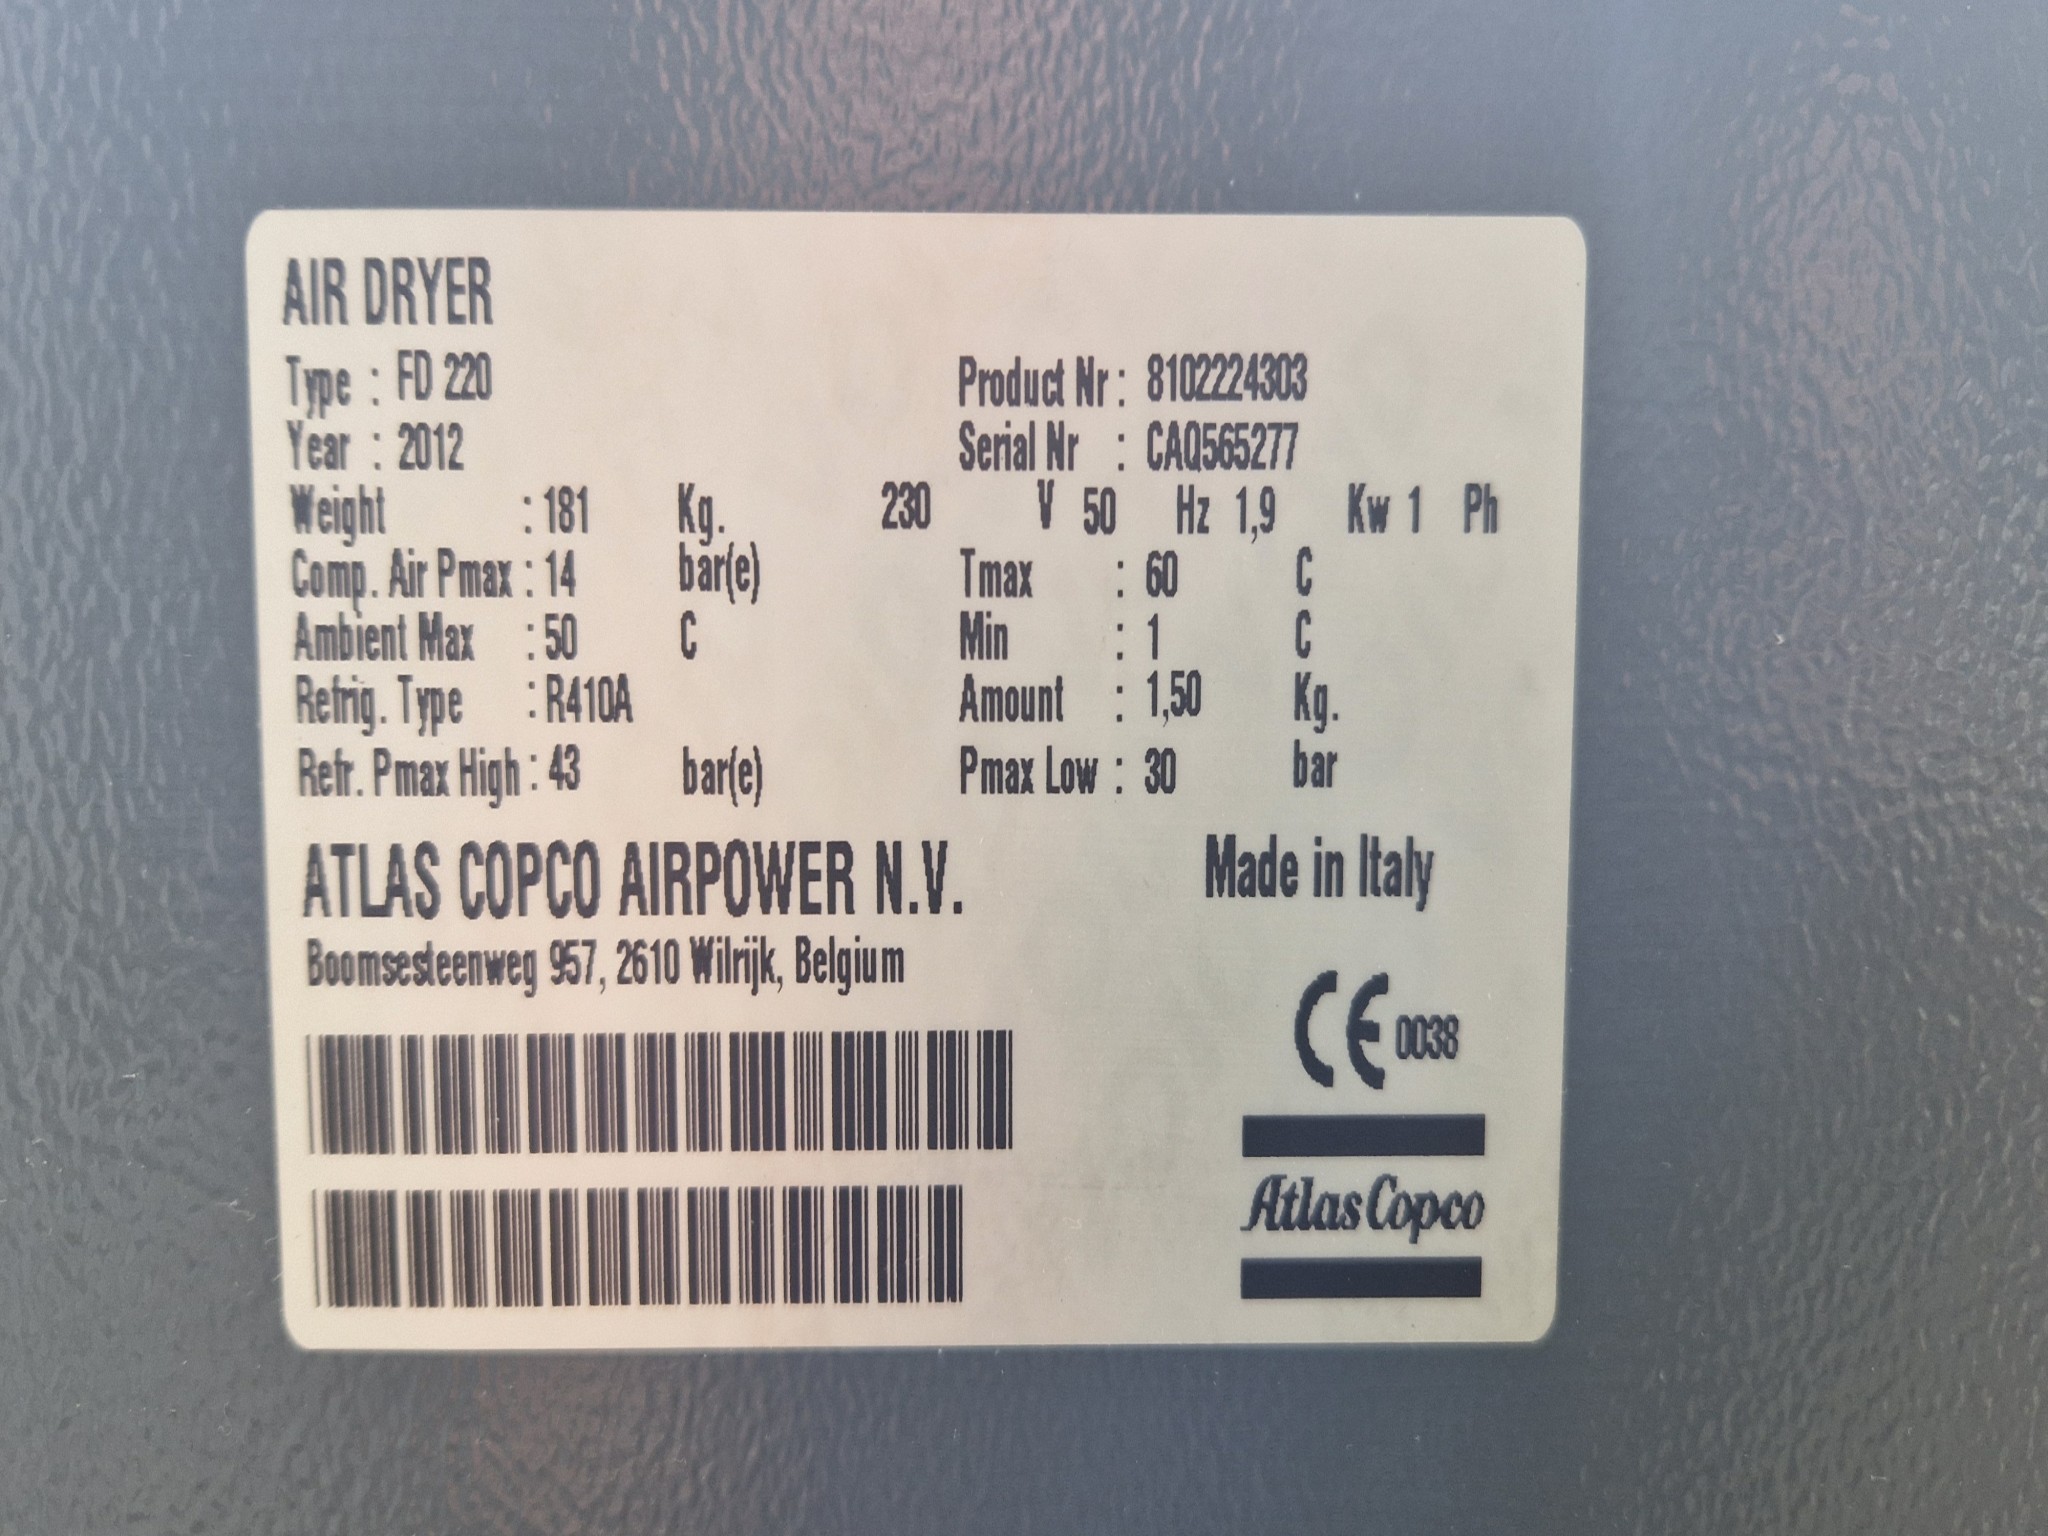 AIR DRYER
Type : FD 220 Product Nr : 8102224303
Year : 2012 Serial Nr : CAQ565277
Weight : 181 Kg. 230 V 50 Hz 1,9 Kw 1 Ph
Comp. Air Pmax : 14 bar(e) Tmax : 60 C
Ambient Max : 50 C Min : 1 C
Refrig. Type : R410A Amount : 1,50 Kg.
Refr. Pmax High : 43 bar(e) Pmax Low : 30 bar
ATLAS COPCO AIRPOWER N.V. Made in Italy
Boomsesteenweg 957, 2610 Wilrijk, Belgium
CE 0038
Atlas Copco